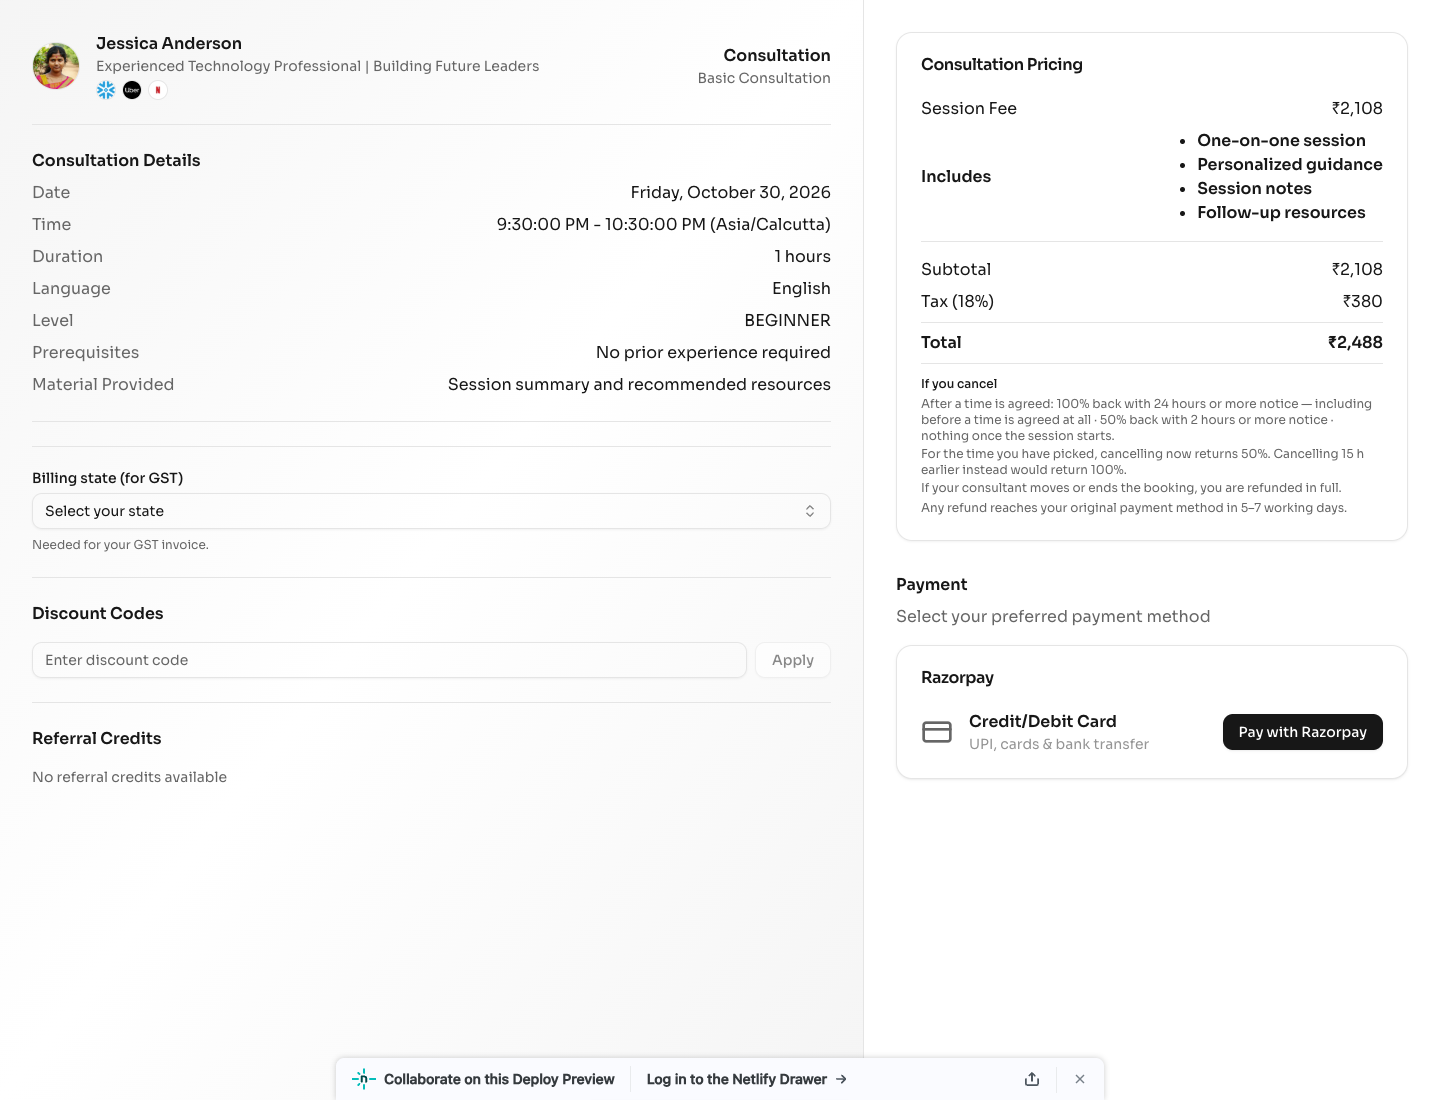 Jessica Anderson
Experienced Technology Professional | Building Future Leaders
Uber
N
Consultation
Basic Consultation
Consultation Details
Date
Friday, October 30, 2026
Time
9:30:00 PM - 10:30:00 PM (Asia/Calcutta)
Duration
1 hours
Language
English
Level
BEGINNER
Prerequisites
No prior experience required
Material Provided
Session summary and recommended resources
Billing state (for GST)
Select your state
Needed for your GST invoice.
Discount Codes
Enter discount code
Apply
Referral Credits
No referral credits available
Consultation Pricing
Session Fee
₹2,108
Includes
• One-on-one session
• Personalized guidance
• Session notes
• Follow-up resources
Subtotal
₹2,108
Tax (18%)
₹380
Total
₹2,488
If you cancel
After a time is agreed: 100% back with 24 hours or more notice — including
before a time is agreed at all · 50% back with 2 hours or more notice ·
nothing once the session starts.
For the time you have picked, cancelling now returns 50%. Cancelling 15 h
earlier instead would return 100%.
If your consultant moves or ends the booking, you are refunded in full.
Any refund reaches your original payment method in 5–7 working days.
Payment
Select your preferred payment method
Razorpay
Credit/Debit Card
UPI, cards & bank transfer
Pay with Razorpay
Collaborate on this Deploy Preview
Log in to the Netlify Drawer →